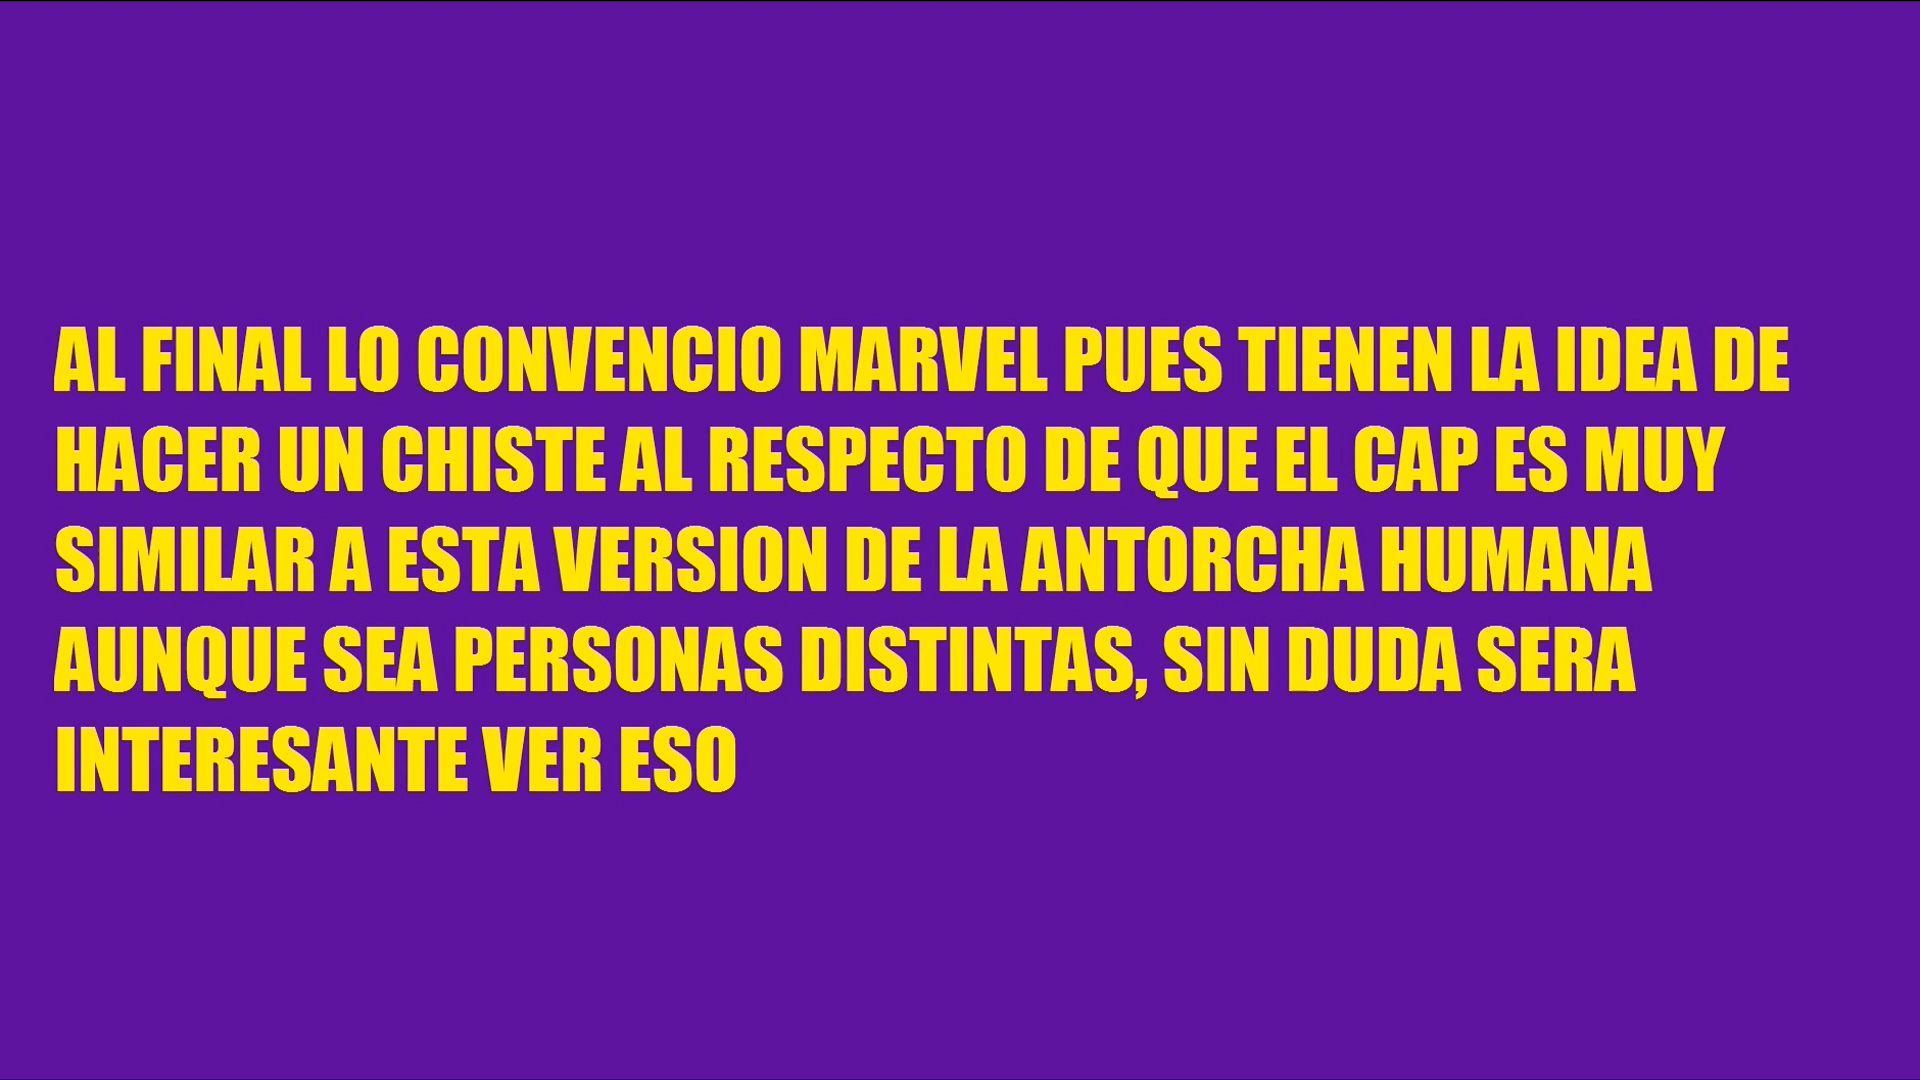 AL FINAL LO CONVENCIO MARVEL PUES TIENEN LA IDEA DE
HACER UN CHISTE AL RESPECTO DE QUE EL CAP ES MUY
SIMILAR A ESTA VERSION DE LA ANTORCHA HUMANA
AUNQUE SEA PERSONAS DISTINTAS, SIN DUDA SERA
INTERESANTE VER ESO